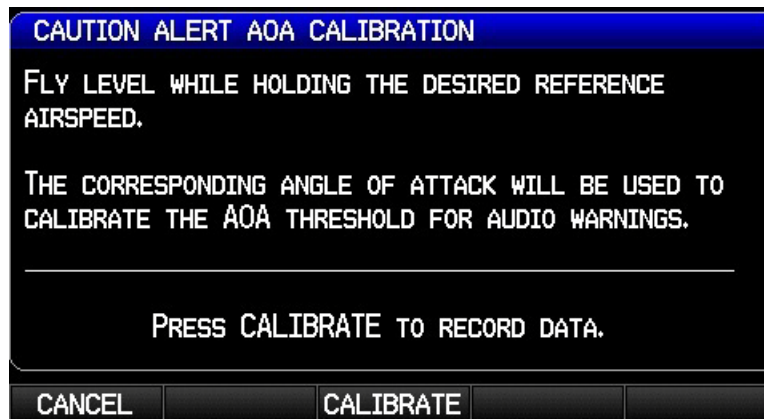 CAUTION ALERT AOA CALIBRATION
FLY LEVEL WHILE HOLDING THE DESIRED REFERENCE
AIRSPEED.
THE CORRESPONDING ANGLE OF ATTACK WILL BE USED TO
CALIBRATE THE AOA THRESHOLD FOR AUDIO WARNINGS.
PRESS CALIBRATE TO RECORD DATA.
CANCEL CALIBRATE